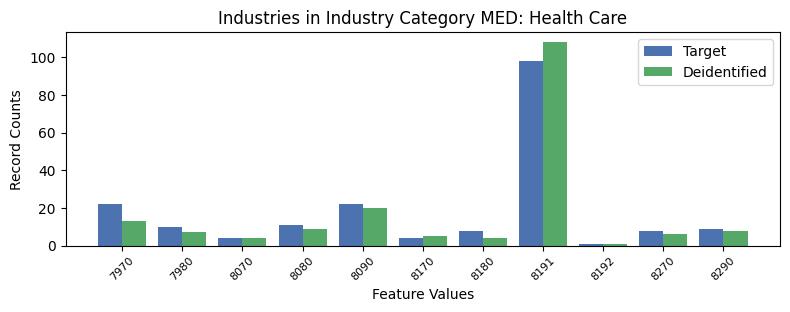 Industries in Industry Category MED: Health Care
Target
Deidentified
Record Counts
100
80
60
40
20
0
7970 7980 8070 8080 8090 8170 8180 8191 8192 8270 8290
Feature Values